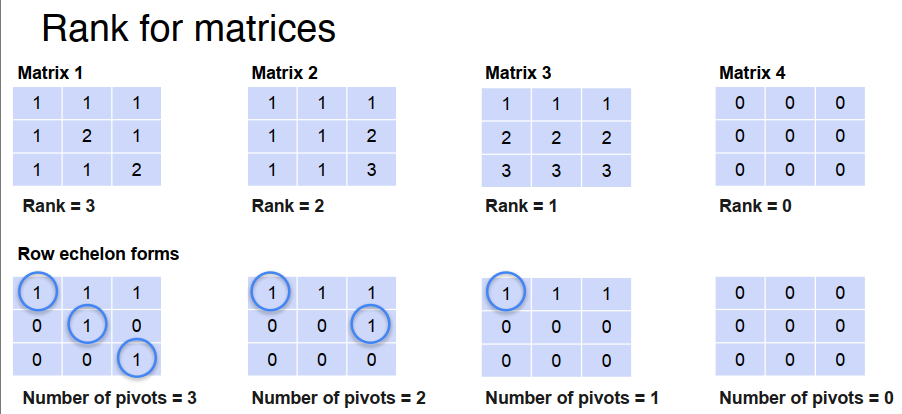 Rank for matrices
Matrix 1 Matrix 2 Matrix 3 Matrix 4
1 1 1 1 1 1 1 1 1 0 0 0
1 2 1 1 1 2 2 2 2 0 0 0
1 1 2 1 1 3 3 3 3 0 0 0
Rank = 3 Rank = 2 Rank = 1 Rank = 0
Row echelon forms
1 1 1 1 1 1 1 1 1 0 0 0
0 1 0 0 0 1 0 0 0 0 0 0
0 0 1 0 0 0 0 0 0 0 0 0
Number of pivots = 3 Number of pivots = 2 Number of pivots = 1 Number of pivots = 0